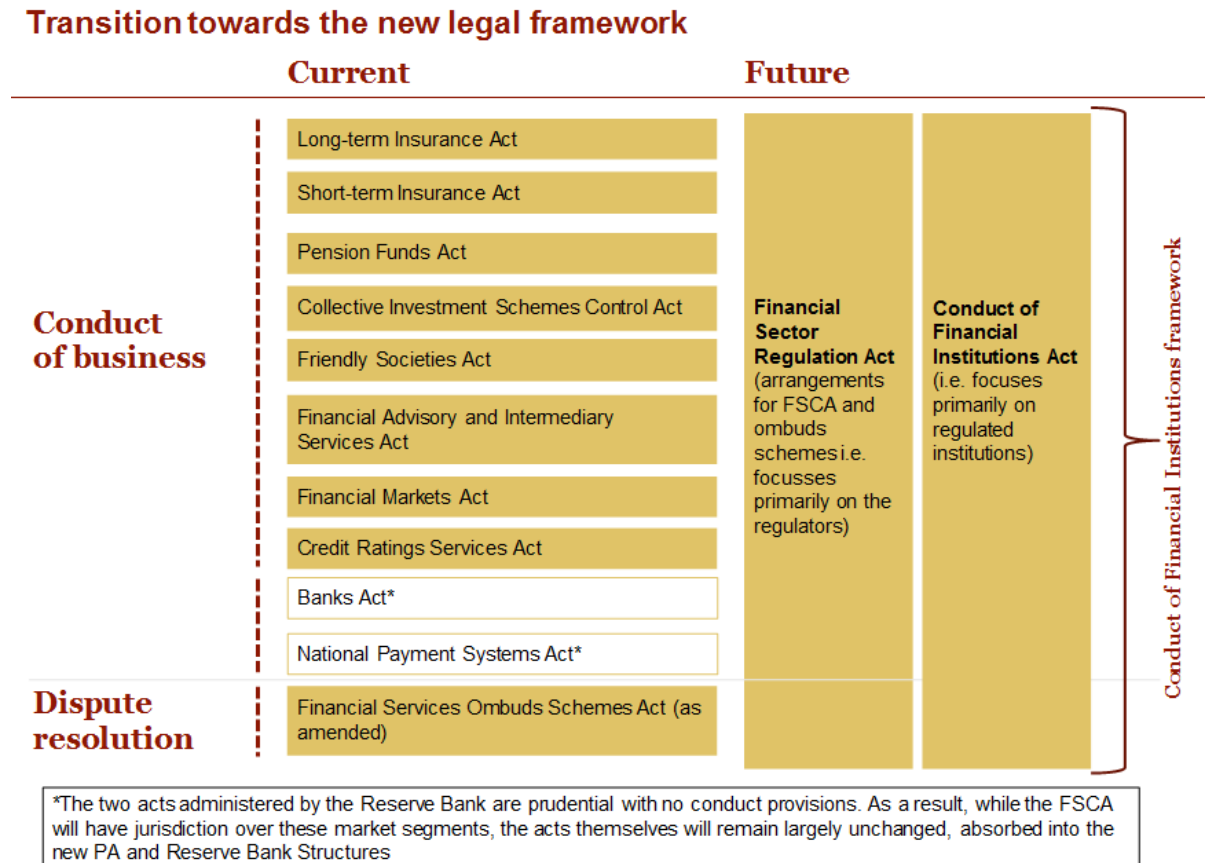 Transition towards the new legal framework
Current
Future
Conduct
of business
Long-term Insurance Act
Short-term Insurance Act
Pension Funds Act
Collective Investment Schemes Control Act
Friendly Societies Act
Financial Advisory and Intermediary
Services Act
Financial Markets Act
Credit Ratings Services Act
Banks Act*
National Payment Systems Act*
Dispute
resolution
Financial Services Ombuds Schemes Act (as
amended)
Financial
Sector
Regulation Act
(arrangements
for FSCA and
ombuds
schemes i.e.
focusses
primarily on the
regulators)
Conduct of
Financial
Institutions Act
(i.e. focuses
primarily on
regulated
institutions)
Conduct of Financial Institutions framework
*The two acts administered by the Reserve Bank are prudential with no conduct provisions. As a result, while the FSCA
will have jurisdiction over these market segments, the acts themselves will remain largely unchanged, absorbed into the
new PA and Reserve Bank Structures